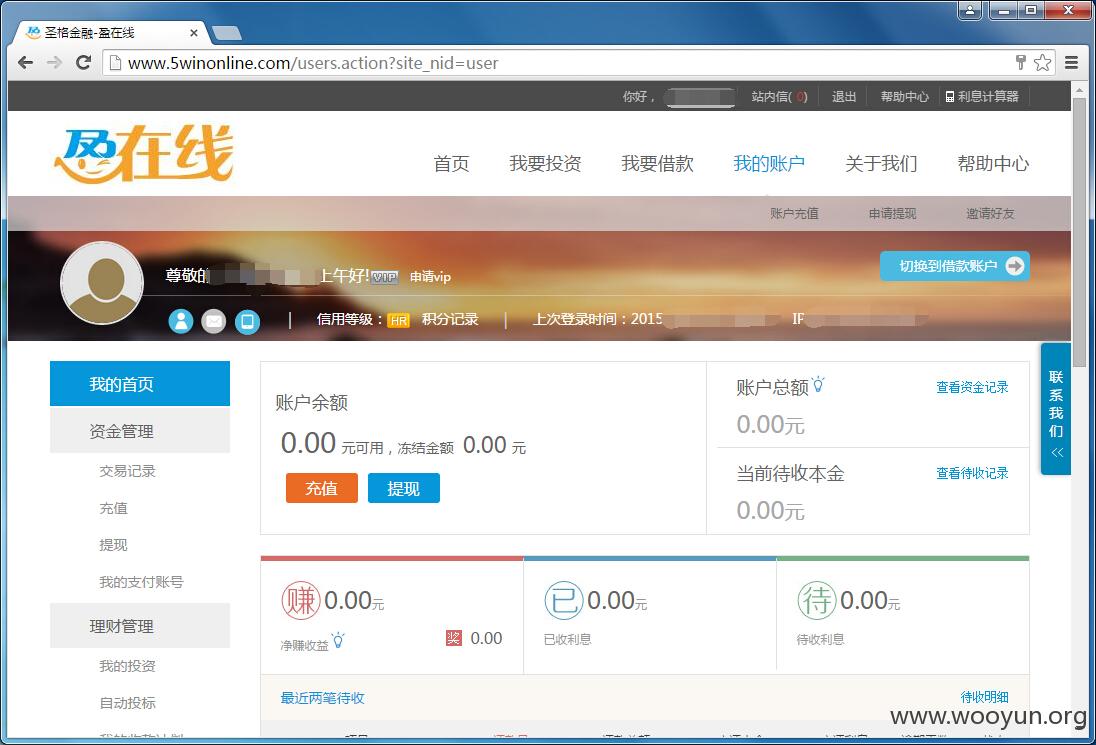 圣格金融-盈在线
www.5winonline.com/users.action?site_nid=user
你好， 站内信(0) 退出 帮助中心 利息计算器
盈在线
首页 我要投资 我要借款 我的账户 关于我们 帮助中心
账户充值 申请提现 邀请好友
尊敬的 上午好! VIP 申请vip
切换到借款账户
信用等级：HR 积分记录 | 上次登录时间：2015
联系我们
我的首页
资金管理
交易记录
充值
提现
我的支付账号
理财管理
我的投资
自动投标
账户余额
0.00 元可用，冻结金额 0.00 元
充值 提现
账户总额 查看资金记录
0.00元
当前待收本金 查看待收记录
0.00元
赚 0.00元
净赚收益 奖 0.00
已 0.00元
已收利息
待 0.00元
待收利息
最近两笔待收 待收明细
www.wooyun.org